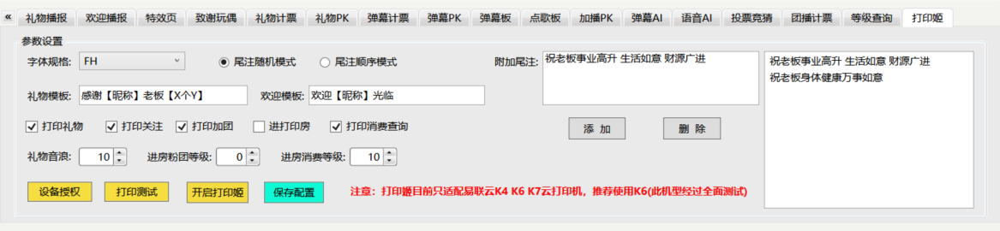 « 礼物播报 欢迎播报 特效页 致谢玩偶 礼物计票 礼物PK 弹幕计票 弹幕PK 弹幕板 点歌板 加播PK 弹幕AI 语音AI 投票竞猜 团播计票 等级查询 打印姬
参数设置
字体规格: FH 尾注随机模式 尾注顺序模式 附加尾注: 祝老板事业高升 生活如意 财源广进
祝老板事业高升 生活如意 财源广进
祝老板身体健康万事如意
礼物模板: 感谢【昵称】老板【X个Y】 欢迎模板: 欢迎【昵称】光临
打印礼物 打印关注 打印加团 进打印房 打印消费查询
添 加 删 除
礼物音浪: 10 进房粉团等级: 0 进房消费等级: 10
设备授权 打印测试 开启打印姬 保存配置 注意：打印姬目前只适配易联云K4 K6 K7云打印机，推荐使用K6(此机型经过全面测试)